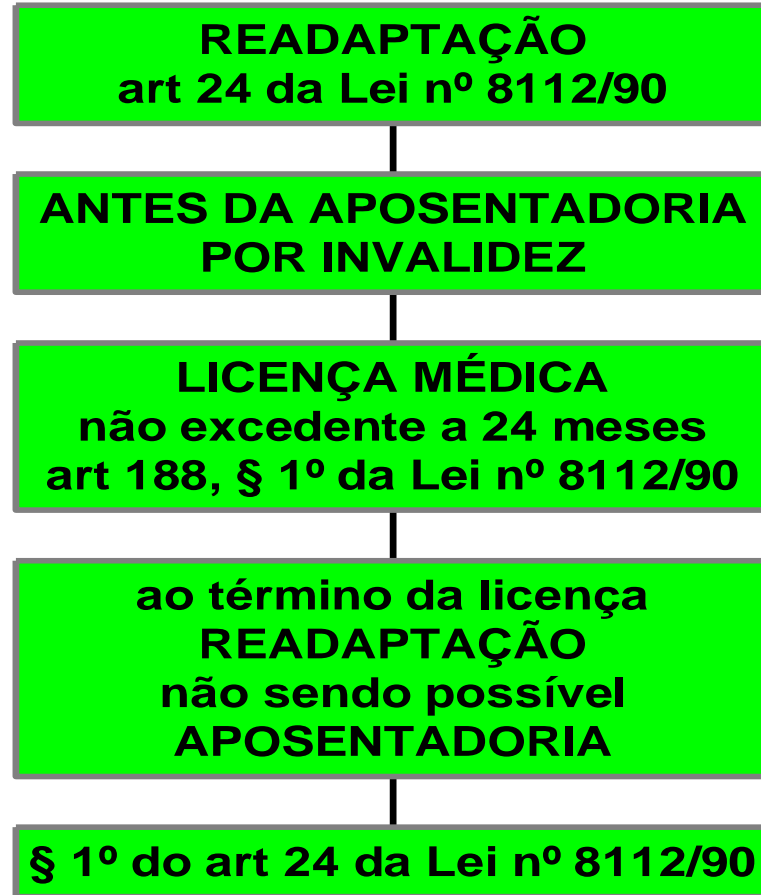 READAPTAÇÃO
art 24 da Lei nº 8112/90
ANTES DA APOSENTADORIA
POR INVALIDEZ
LICENÇA MÉDICA
não excedente a 24 meses
art 188, § 1º da Lei nº 8112/90
ao término da licença
READAPTAÇÃO
não sendo possível
APOSENTADORIA
§ 1º do art 24 da Lei nº 8112/90